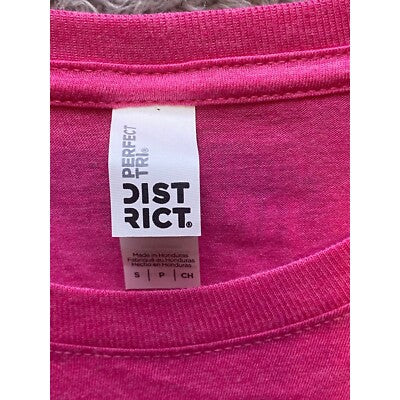 PERFECT
TRI®
DIST
RICT®
Made in Honduras
Fabriqué au Honduras
Hecho en Honduras
S | P | CH